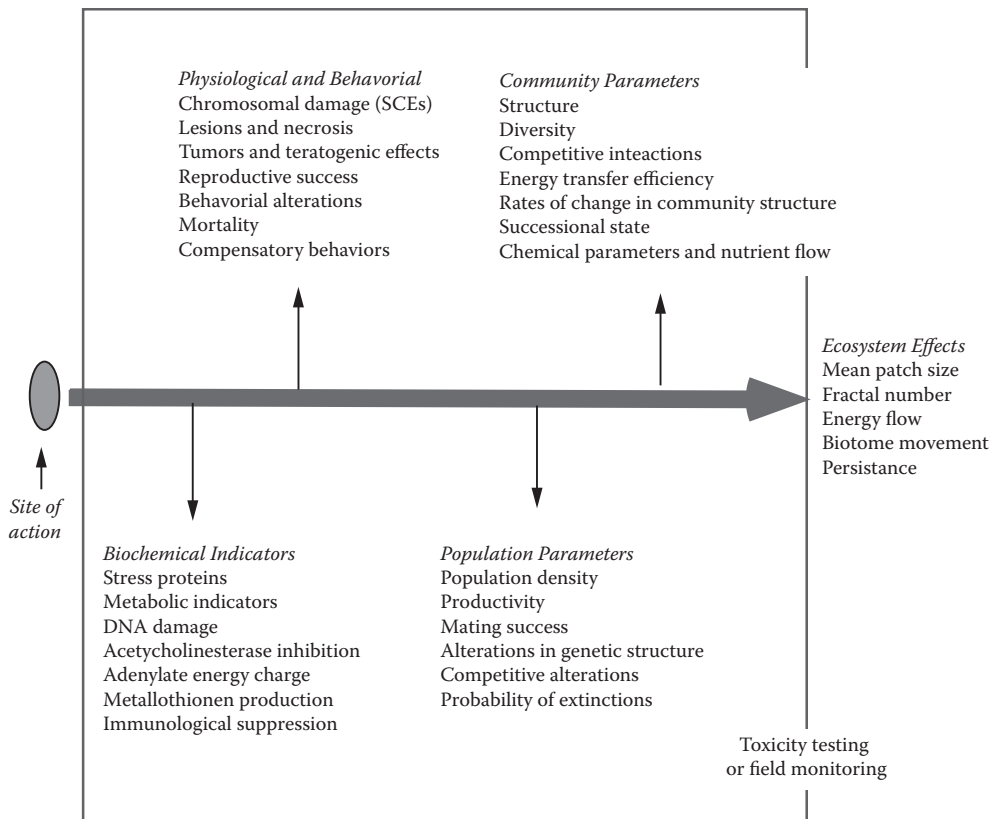 Physiological and Behavorial
Chromosomal damage (SCEs)
Lesions and necrosis
Tumors and teratogenic effects
Reproductive success
Behavorial alterations
Mortality
Compensatory behaviors
Community Parameters
Structure
Diversity
Competitive inteactions
Energy transfer efficiency
Rates of change in community structure
Successional state
Chemical parameters and nutrient flow
Ecosystem Effects
Mean patch size
Fractal number
Energy flow
Biotome movement
Persistance
Site of
action
Biochemical Indicators
Stress proteins
Metabolic indicators
DNA damage
Acetycholinesterase inhibition
Adenylate energy charge
Metallothionen production
Immunological suppression
Population Parameters
Population density
Productivity
Mating success
Alterations in genetic structure
Competitive alterations
Probability of extinctions
Toxicity testing
or field monitoring